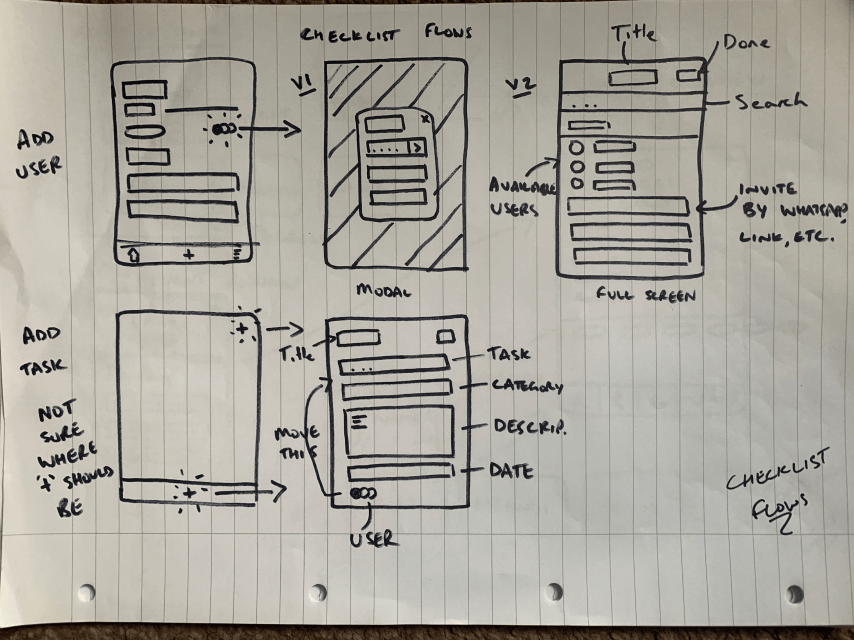 CHECKLIST FLOWS
ADD
USER
V1
MODAL
V2
Title
Done
Search
AVAILABLE
USERS
INVITE
BY WHATSAPP,
LINK, ETC.
FULL SCREEN
ADD
TASK
NOT
SURE
WHERE
'+' SHOULD
BE
Title
TASK
CATEGORY
DESCRIP.
DATE
MOVE
THIS
USER
CHECKLIST
FLOWS